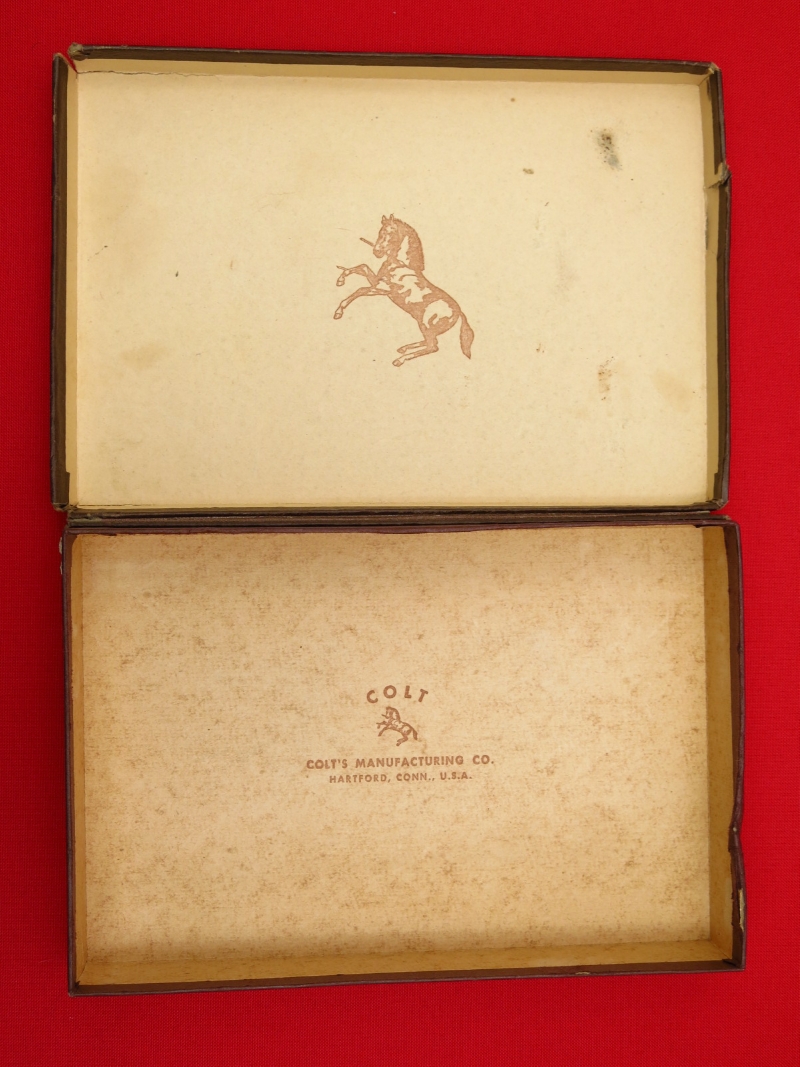 COLT
COLT'S MANUFACTURING CO.
HARTFORD, CONN., U.S.A.